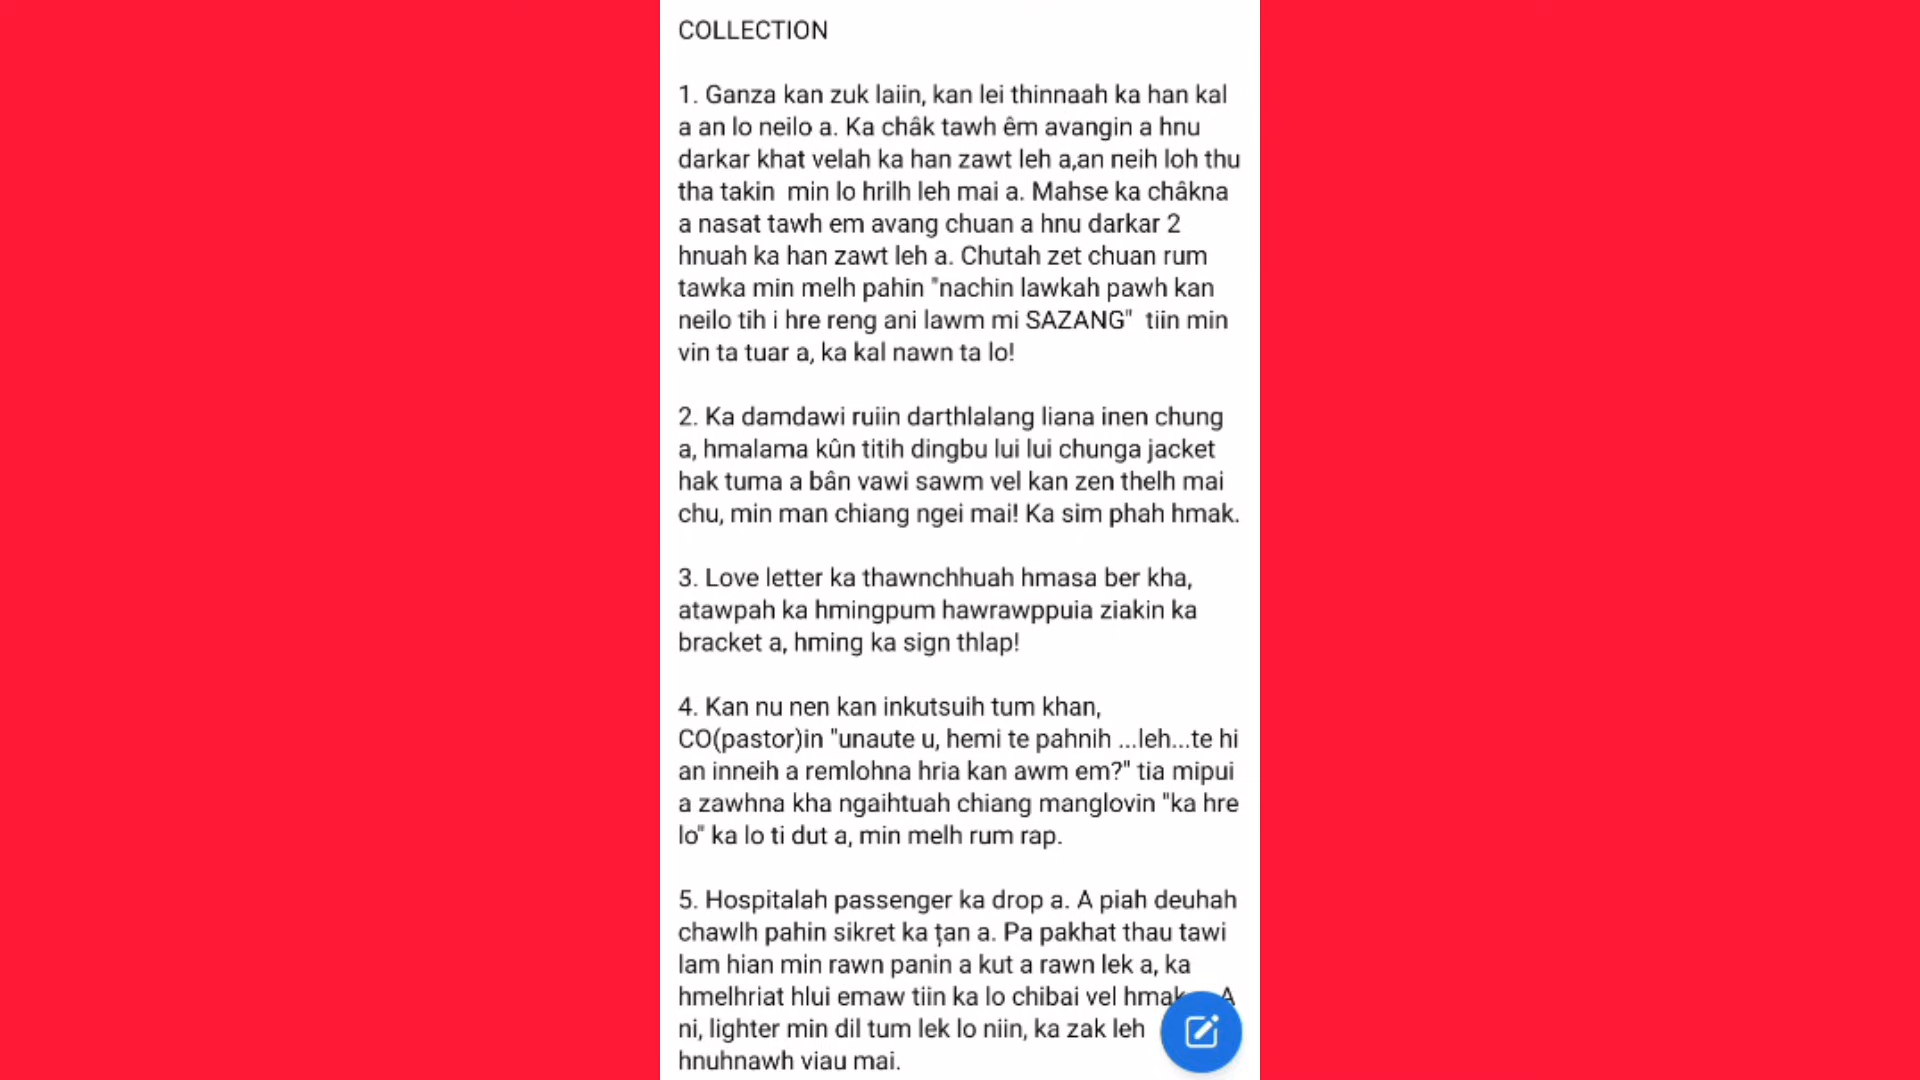 COLLECTION
1. Ganza kan zuk laiin, kan lei thinnaah ka han kal
a an lo neilo a. Ka châk tawh êm avangin a hnu
darkar khat velah ka han zawt leh a,an neih loh thu
tha takin  min lo hrilh leh mai a. Mahse ka châkna
a nasat tawh em avang chuan a hnu darkar 2
hnuah ka han zawt leh a. Chutah zet chuan rum
tawka min melh pahin "nachin lawkah pawh kan
neilo tih i hre reng ani lawm mi SAZANG"  tiin min
vin ta tuar a, ka kal nawn ta lo!
2. Ka damdawi ruiin darthlalang liana inen chung
a, hmalama kûn titih dingbu lui lui chunga jacket
hak tuma a bân vawi sawm vel kan zen thelh mai
chu, min man chiang ngei mai! Ka sim phah hmak.
3. Love letter ka thawnchhuah hmasa ber kha,
atawpah ka hmingpum hawrawppuia ziakin ka
bracket a, hming ka sign thlap!
4. Kan nu nen kan inkutsuih tum khan,
CO(pastor)in "unaute u, hemi te pahnih ...leh...te hi
an inneih a remlohna hria kan awm em?" tia mipui
a zawhna kha ngaihtuah chiang manglovin "ka hre
lo" ka lo ti dut a, min melh rum rap.
5. Hospitalah passenger ka drop a. A piah deuhah
chawlh pahin sikret ka ṭan a. Pa pakhat thau tawi
lam hian min rawn panin a kut a rawn lek a, ka
hmelhriat hlui emaw tiin ka lo chibai vel hmak A
ni, lighter min dil tum lek lo niin, ka zak leh
hnuhnawh viau mai.